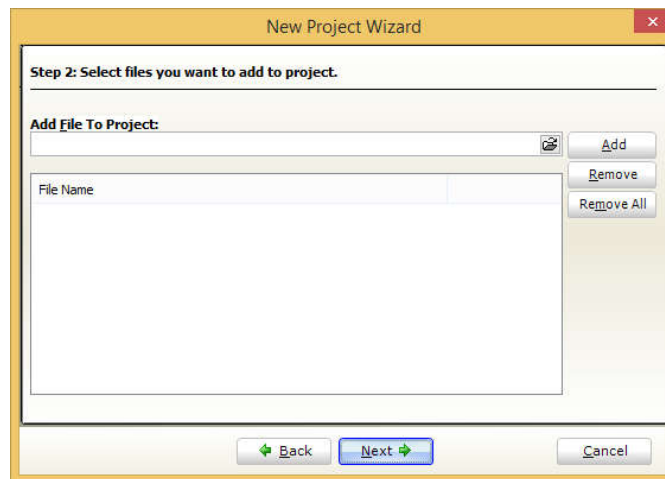 New Project Wizard
Step 2: Select files you want to add to project.
Add File To Project:
Add
Remove
File Name
Remove All
Back Next Cancel